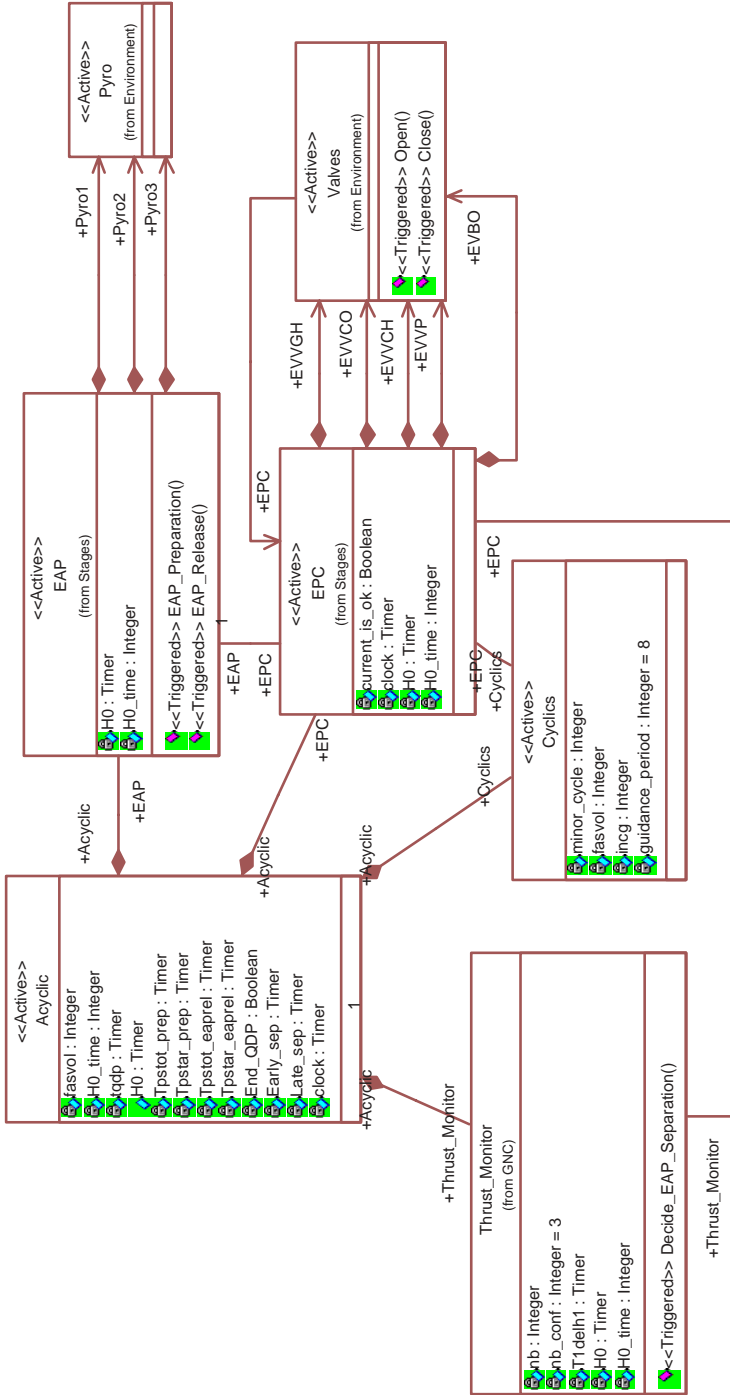 <<Active>>
Acyclic
fasvol : Integer
H0_time : Integer
tqdp : Timer
H0 : Timer
Tpstot_prep : Timer
Tpstar_prep : Timer
Tpstot_eaprel : Timer
Tpstar_eaprel : Timer
End_QDP : Boolean
Early_sep : Timer
Late_sep : Timer
clock : Timer
1
+Acyclic
+Acyclic
+Acyclic
+Acyclic
<<Active>>
EAP
(from Stages)
H0 : Timer
H0_time : Integer
<<Triggered>> EAP_Preparation()
<<Triggered>> EAP_Release()
1
+EAP
+EAP
+EPC
+Pyro1
+Pyro2
+Pyro3
<<Active>>
Pyro
(from Environment)
<<Active>>
EPC
(from Stages)
current_is_ok : Boolean
clock : Timer
H0 : Timer
H0_time : Integer
+EPC
+EPC
+EPC
+EPC
+EVVGH
+EVVCO
+EVVCH
+EVVP
+EVBO
<<Active>>
Valves
(from Environment)
<<Triggered>> Open()
<<Triggered>> Close()
+Cyclics
+Cyclics
<<Active>>
Cyclics
minor_cycle : Integer
fasvol : Integer
incg : Integer
guidance_period : Integer = 8
+Thrust_Monitor
Thrust_Monitor
(from GNC)
nb : Integer
nb_conf : Integer = 3
T1delh1 : Timer
H0 : Timer
H0_time : Integer
<<Triggered>> Decide_EAP_Separation()
+Thrust_Monitor